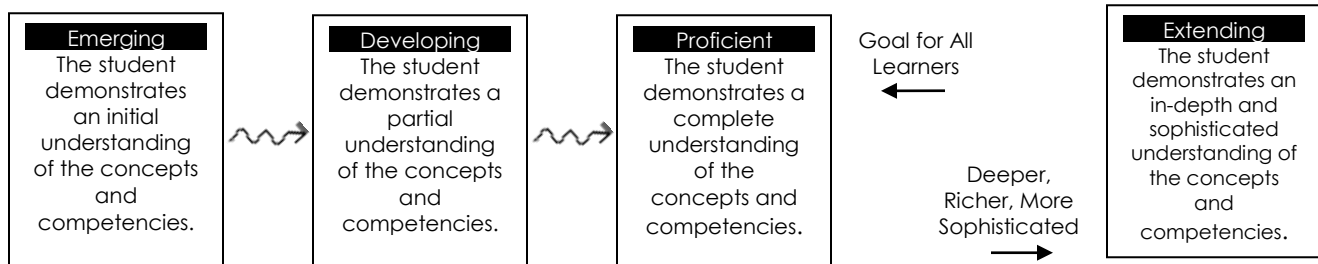 Emerging
The student
demonstrates
an initial
understanding
of the concepts
and
competencies.
Developing
The student
demonstrates a
partial
understanding
of the concepts
and
competencies.
Proficient
The student
demonstrates a
complete
understanding
of the
concepts and
competencies.
Goal for All
Learners
Deeper,
Richer, More
Sophisticated
Extending
The student
demonstrates an
in-depth and
sophisticated
understanding of
the concepts
and
competencies.